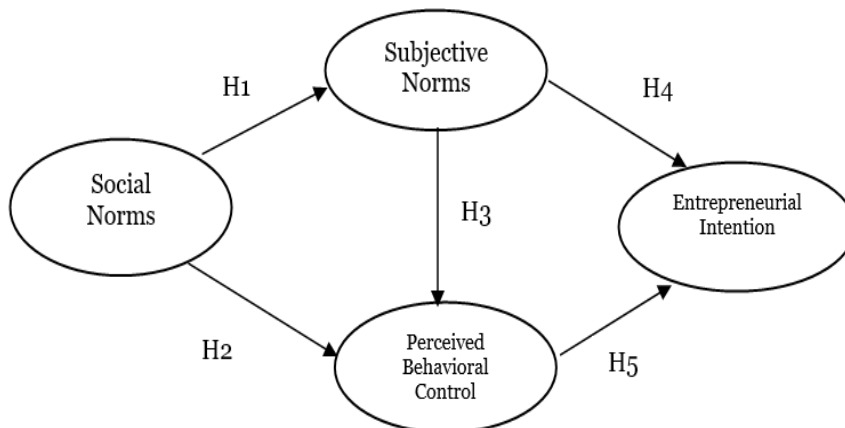 Subjective
Norms
H1
H4
Social
Norms
Entrepreneurial
Intention
H3
H2
Perceived
Behavioral
Control
H5